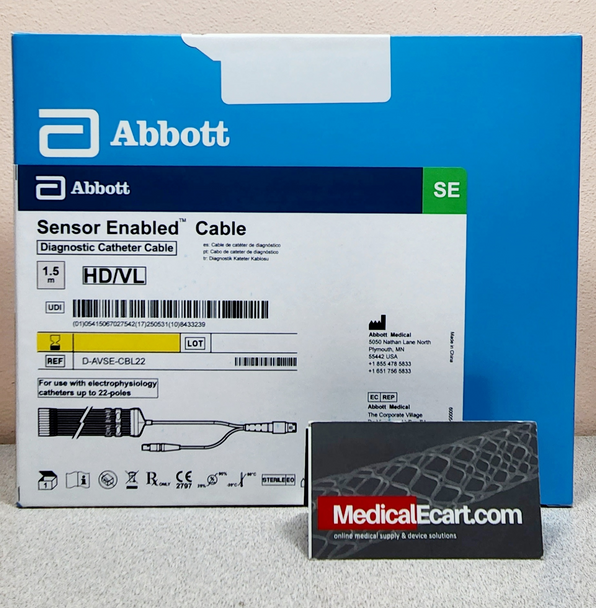 Abbott
Abbott
SE
Sensor Enabled™ Cable
Diagnostic Catheter Cable
es: Cable de catéter de diagnóstico
pt: Cabo de cateter de diagnóstico
tr: Diagnostik Kateter Kablosu
1.5 m
HD/VL
UDI
(01)05415067027542(17)250531(10)8433239
LOT
REF D-AVSE-CBL22
For use with electrophysiology
catheters up to 22-poles
Abbott Medical
5050 Nathan Lane North
Plymouth, MN
55442 USA
+1 855 478 5833
+1 651 756 5833
Made in China
EC REP
Abbott Medical
The Corporate Village
1
Rx ONLY
CE
2797
STERILE EO
MedicalEcart.com
online medical supply & device solutions